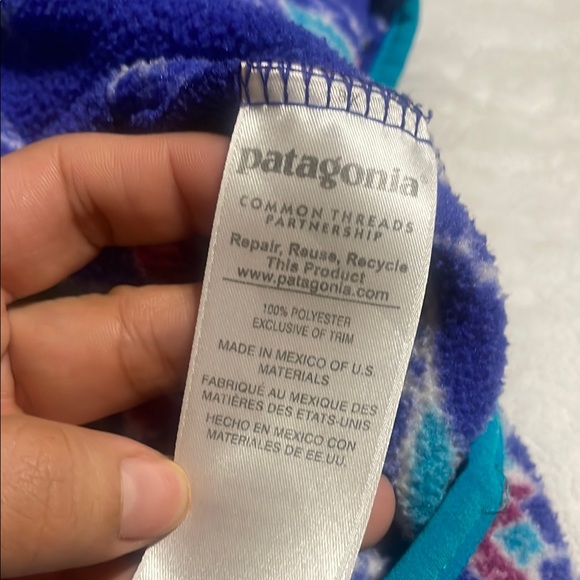 patagonia®
COMMON THREADS
PARTNERSHIP
Repair, Reuse, Recycle
This Product
www.patagonia.com
100% POLYESTER
EXCLUSIVE OF TRIM
MADE IN MEXICO OF U.S.
MATERIALS
FABRIQUÉ AU MEXIQUE DES
MATIÈRES DES ETATS-UNIS
HECHO EN MÉXICO CON
MATERIALES DE EE.UU.